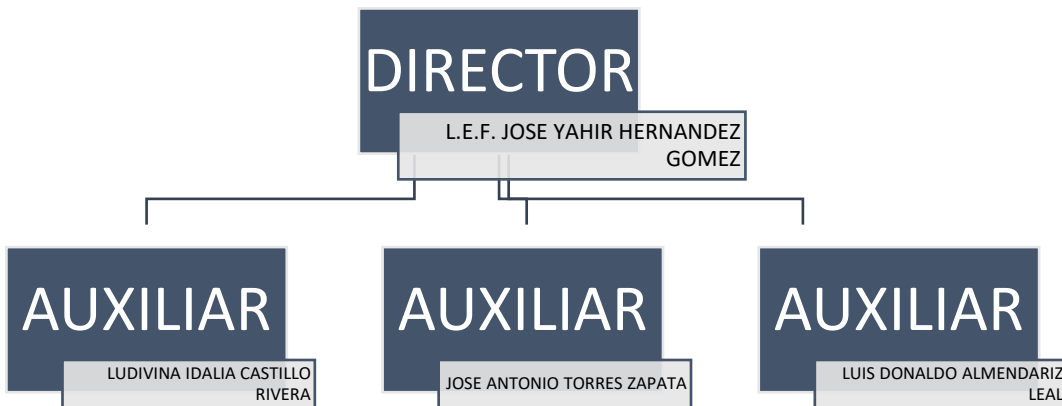 DIRECTOR
L.E.F. JOSE YAHIR HERNANDEZ
GOMEZ
AUXILIAR
LUDIVINA IDALIA CASTILLO
RIVERA
AUXILIAR
JOSE ANTONIO TORRES ZAPATA
AUXILIAR
LUIS DONALDO ALMENDARIZ
LEAL